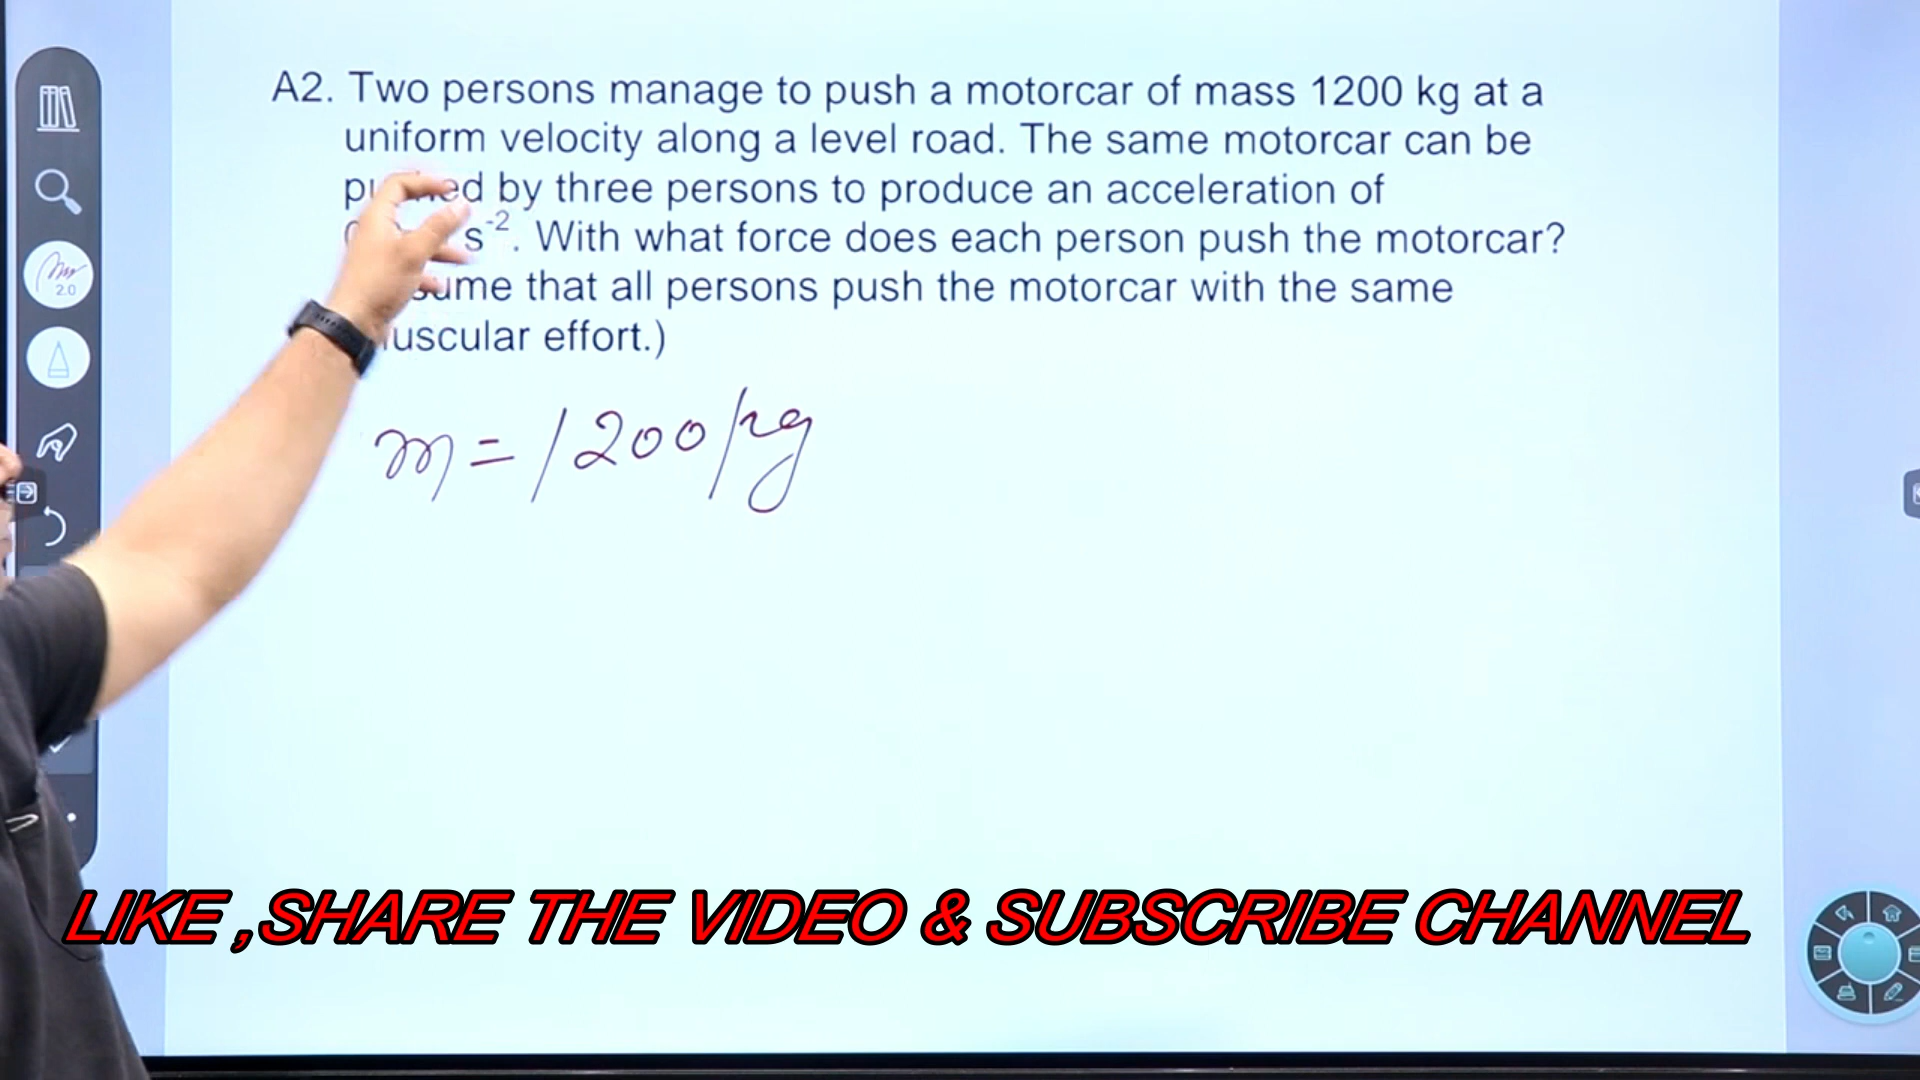 A2. Two persons manage to push a motorcar of mass 1200 kg at a
uniform velocity along a level road. The same motorcar can be
by three persons to produce an acceleration of
s⁻². With what force does each person push the motorcar?
that all persons push the motorcar with the same
effort.)
m = 1200 kg
2.0
LIKE ,SHARE THE VIDEO & SUBSCRIBE CHANNEL